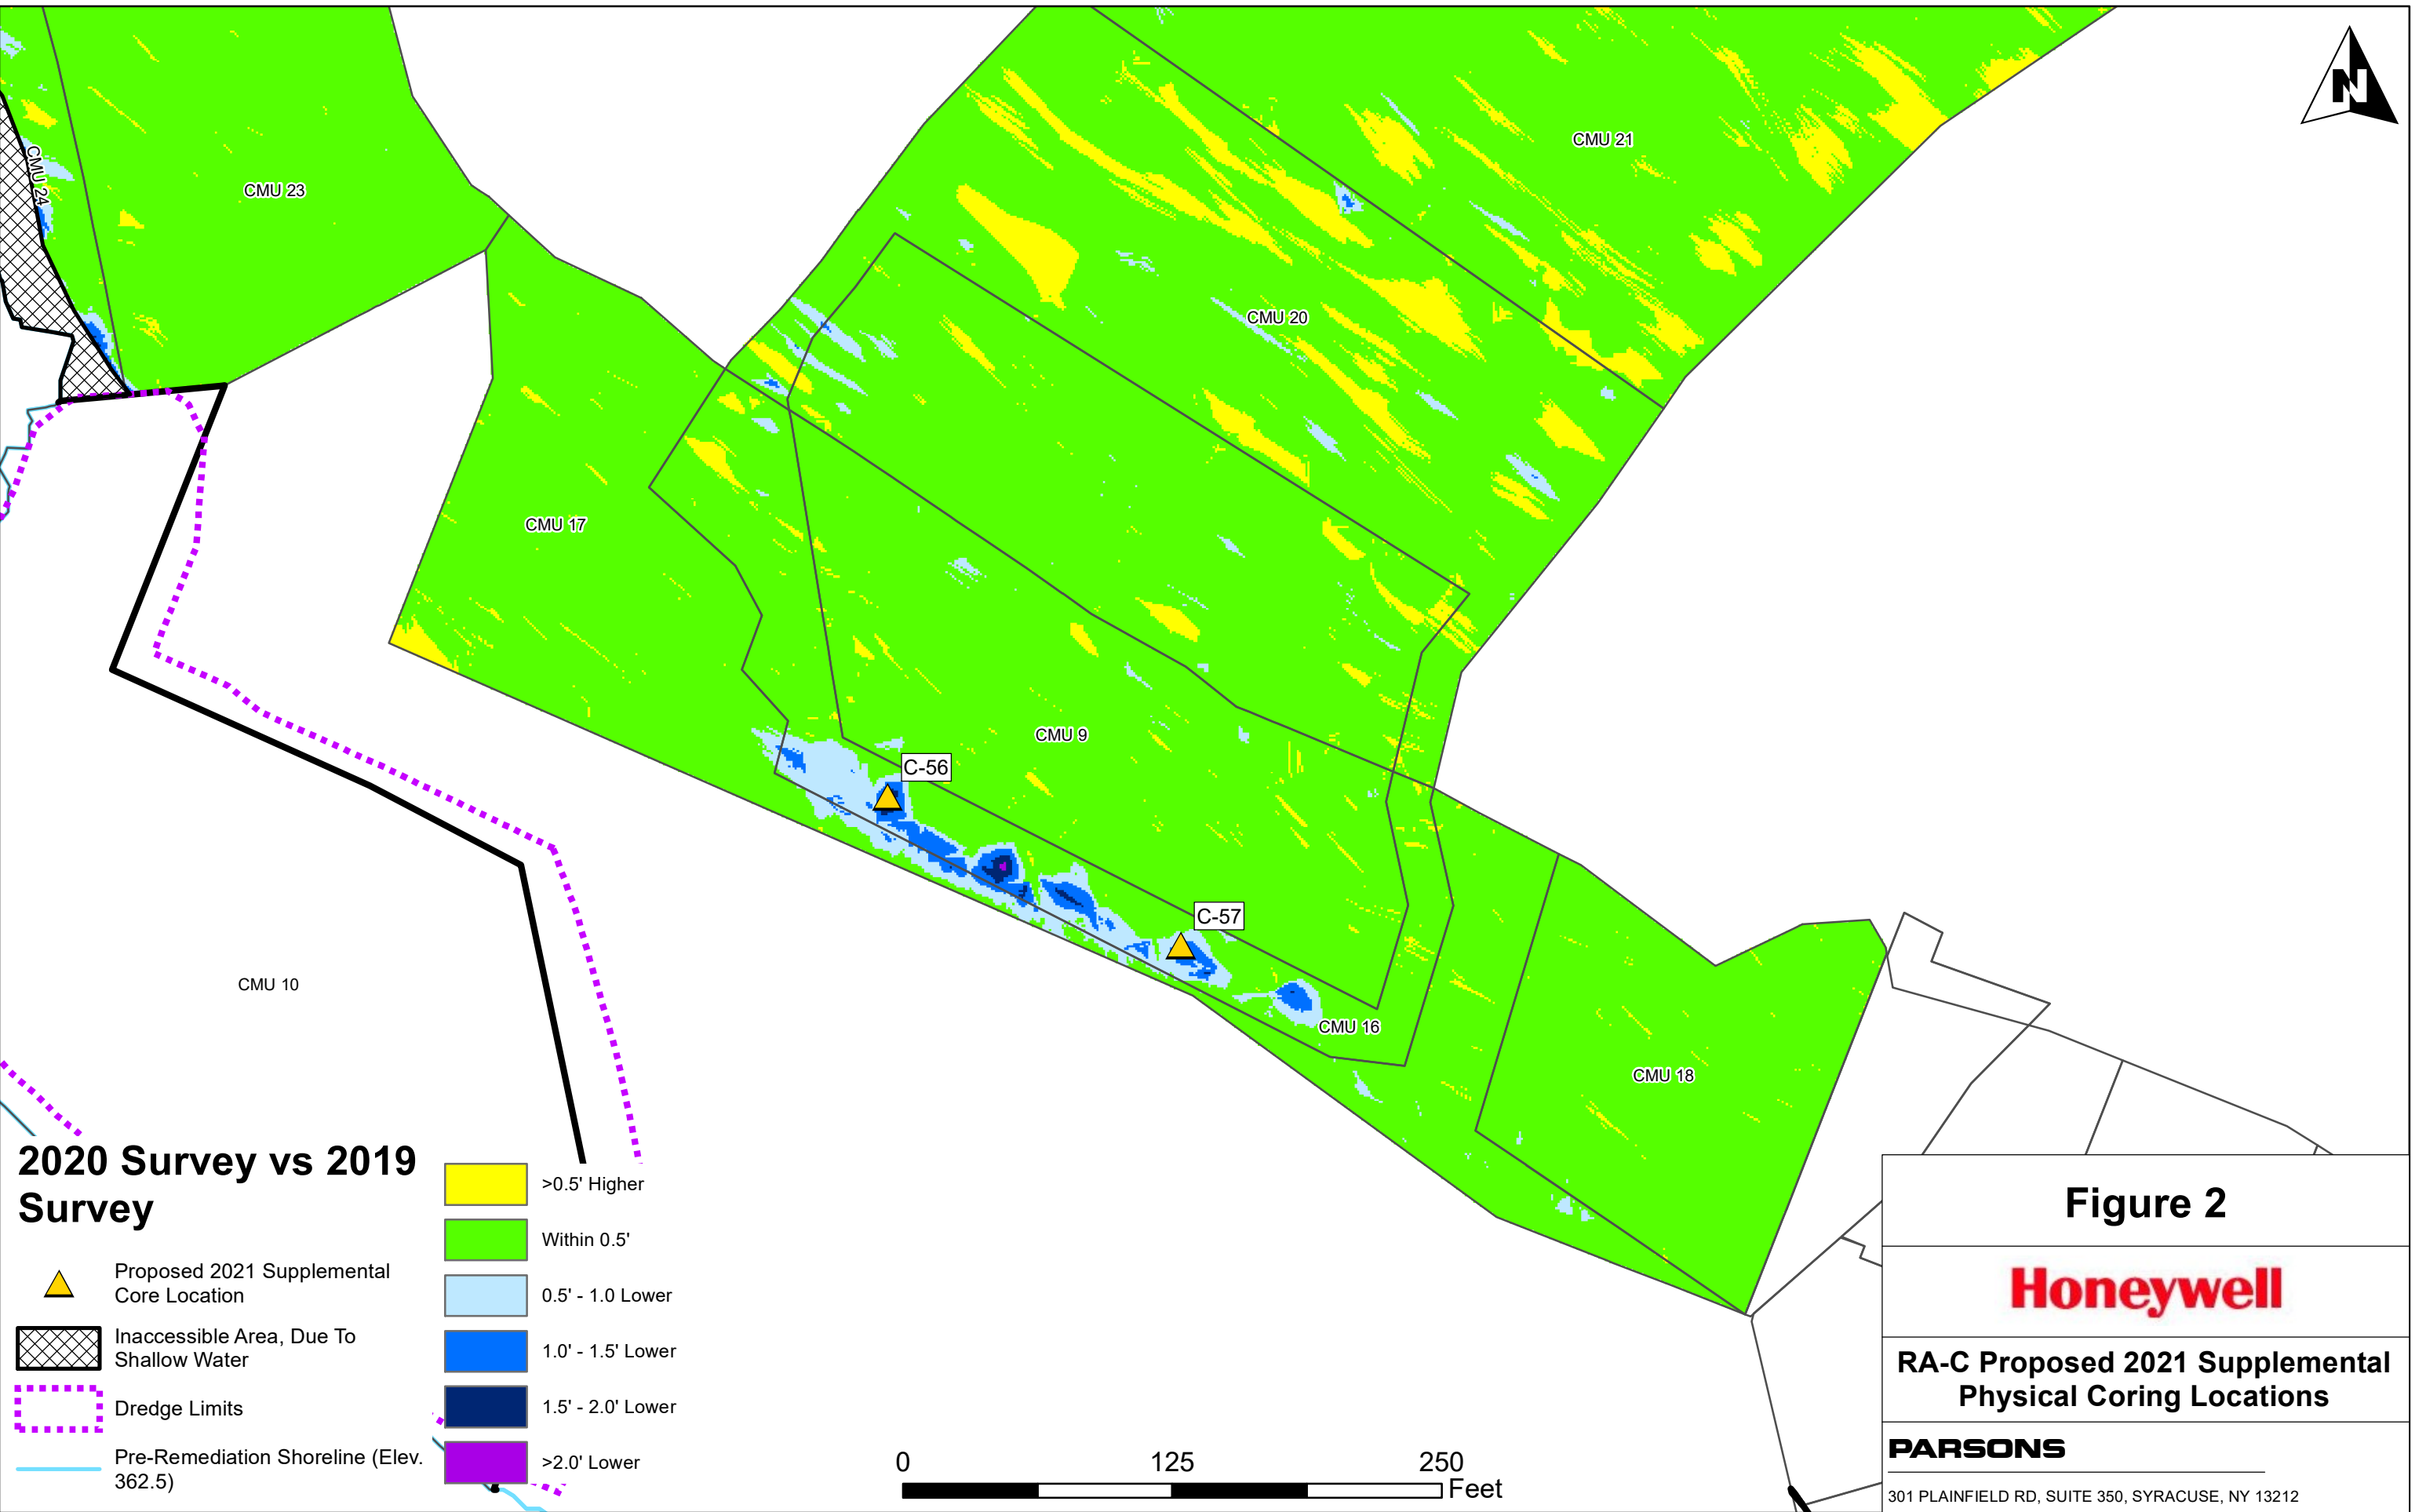 N
CMU 21
CMU 24
CMU 23
CMU 20
CMU 17
CMU 9
C-56
C-57
CMU 10
CMU 16
CMU 18
2020 Survey vs 2019
Survey
Proposed 2021 Supplemental
Core Location
Inaccessible Area, Due To
Shallow Water
Dredge Limits
Pre-Remediation Shoreline (Elev.
362.5)
>0.5' Higher
Within 0.5'
0.5' - 1.0 Lower
1.0' - 1.5' Lower
1.5' - 2.0' Lower
>2.0' Lower
0 125 250
Feet
Figure 2
Honeywell
RA-C Proposed 2021 Supplemental
Physical Coring Locations
PARSONS
301 PLAINFIELD RD, SUITE 350, SYRACUSE, NY 13212